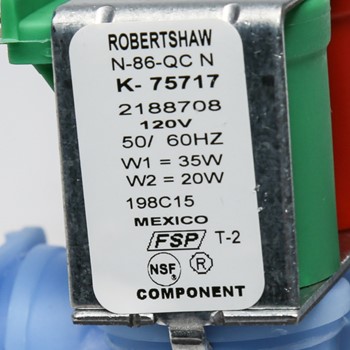 ROBERTSHAW
N-86-QC N
K- 75717
2188708
120V
50/ 60HZ
W1 = 35W
W2 = 20W
198C15
MEXICO
FSP T-2
NSF ®
COMPONENT